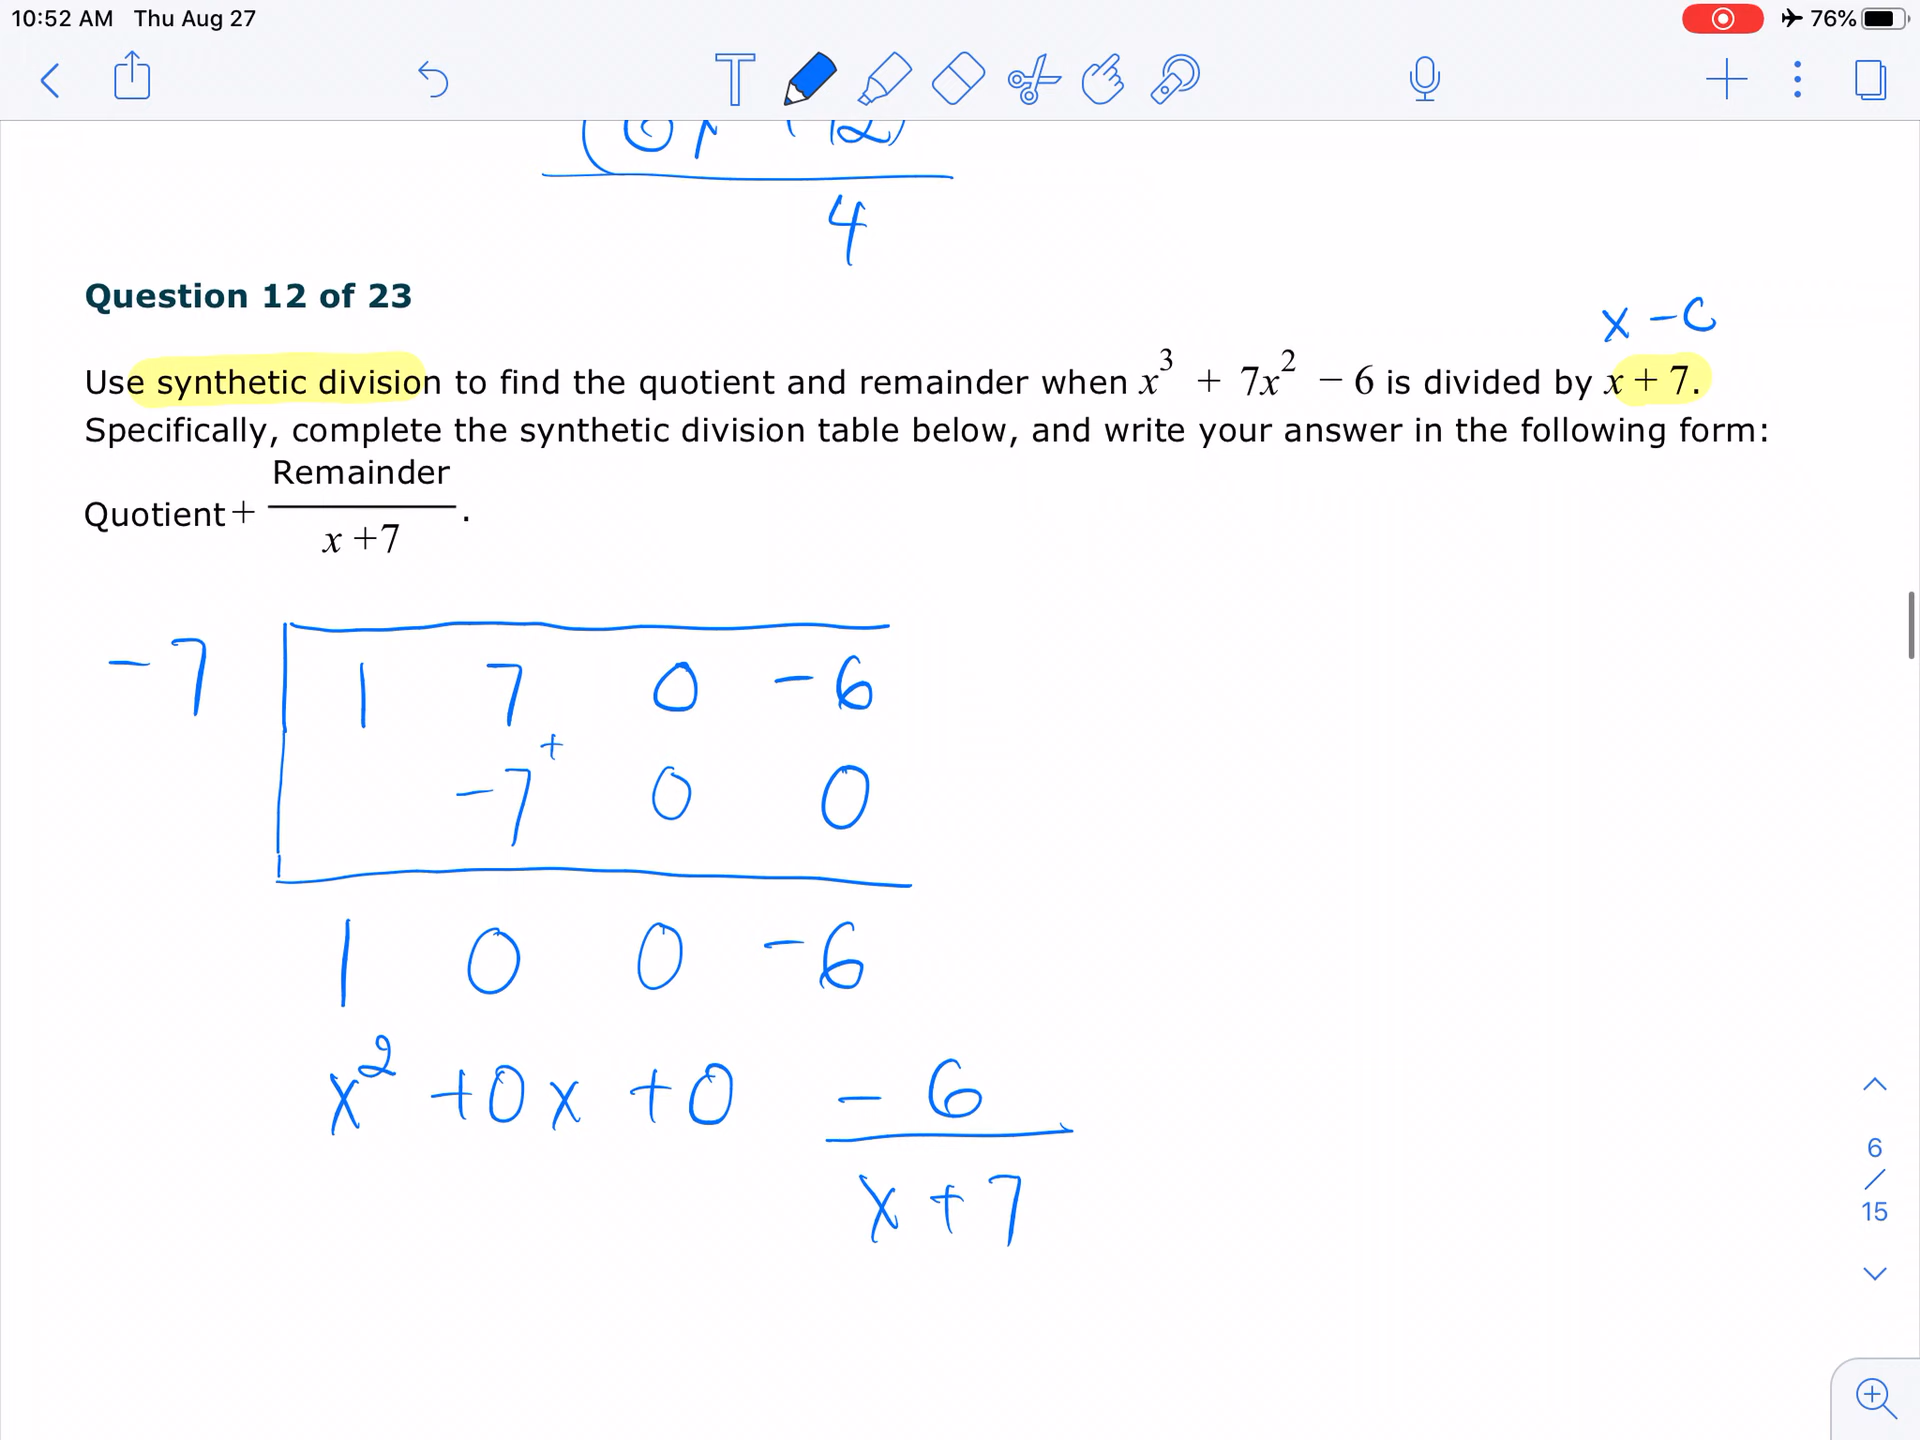 10:52 AM Thu Aug 27 76%
T
4
Question 12 of 23
x - c
Use synthetic division to find the quotient and remainder when x³ + 7x² − 6 is divided by x + 7.
Specifically, complete the synthetic division table below, and write your answer in the following form:
Remainder
Quotient +
x +7 .
-7 1 7 0 -6
+
-7 0 0
1 0 0 -6
x² +0x +0 - 6
x + 7
6
/
15